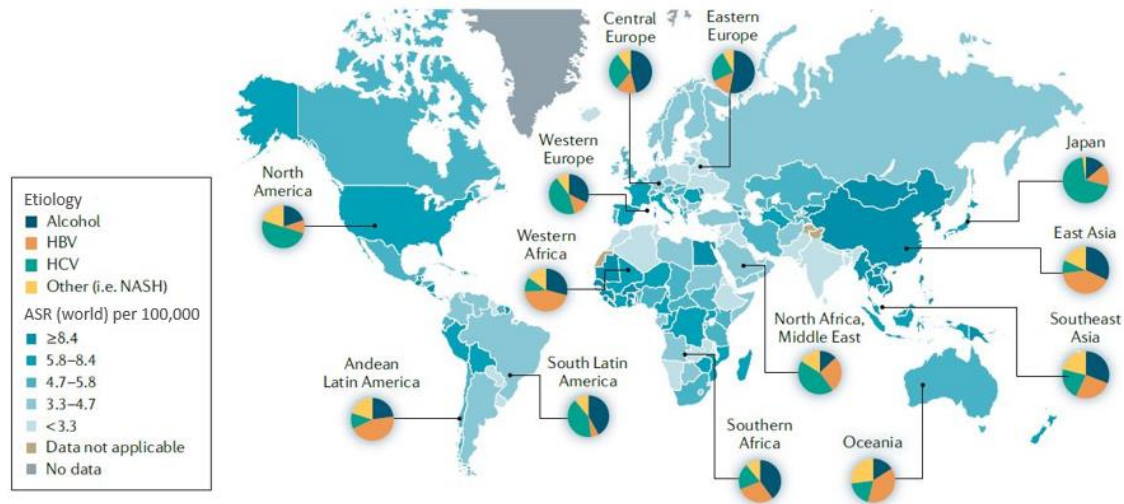 Central
Europe
Eastern
Europe
Western
Europe
Japan
North
America
Etiology
Alcohol
HBV
HCV
Other (i.e. NASH)
ASR (world) per 100,000
≥8.4
5.8–8.4
4.7–5.8
3.3–4.7
<3.3
Data not applicable
No data
Western
Africa
East Asia
North Africa,
Middle East
Southeast
Asia
Andean
Latin America
South Latin
America
Southern
Africa
Oceania